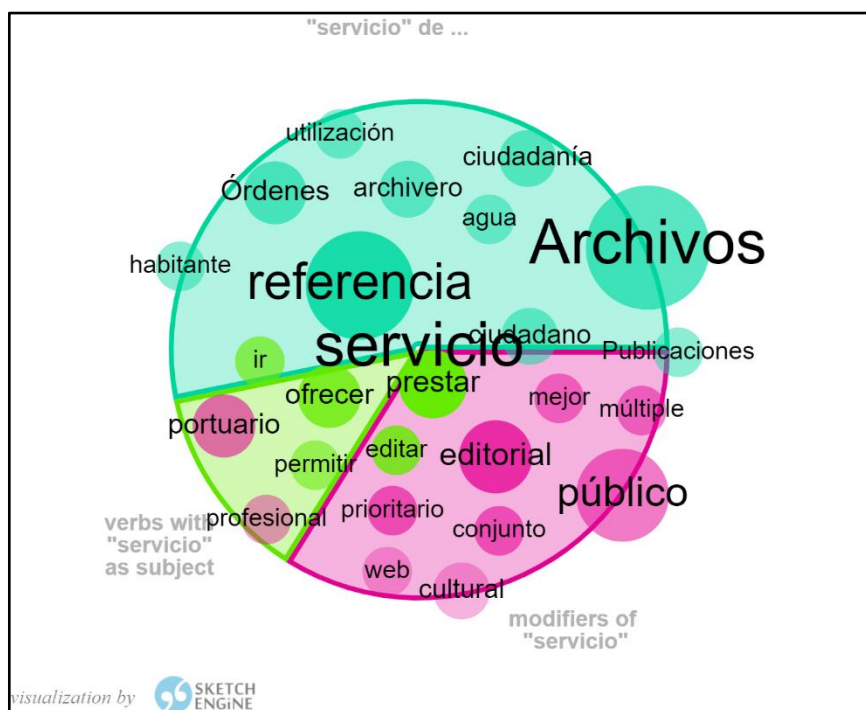 "servicio" de ...
utilización
ciudadanía
Órdenes
archivero
agua
Archivos
habitante
referencia
servicio
ciudadano
Publicaciones
ir
ofrecer
prestar
mejor
múltiple
portuario
permitir
editar
editorial
público
profesional
prioritario
conjunto
verbs with
"servicio"
as subject
web
cultural
modifiers of
"servicio"
visualization by
SKETCH
ENGINE